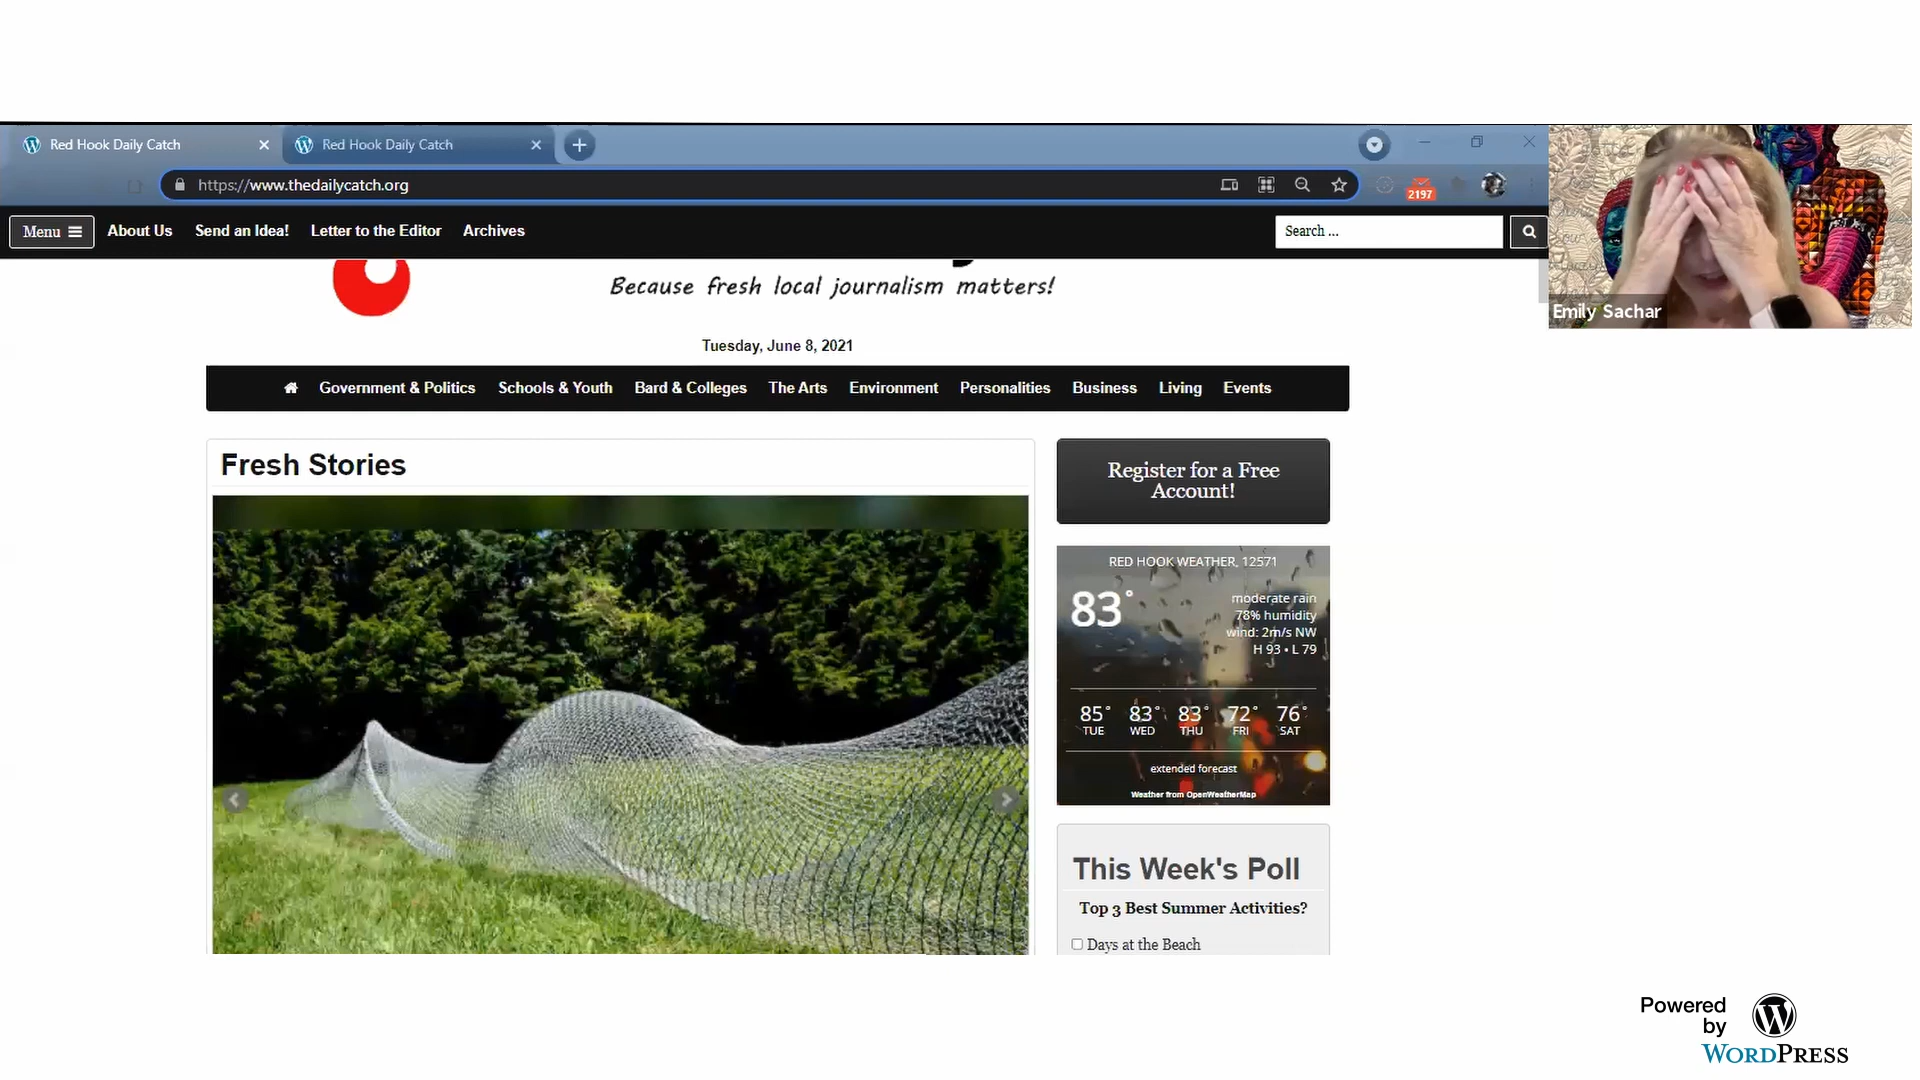 Red Hook Daily Catch
Red Hook Daily Catch
https://www.thedailycatch.org
2197
Menu
About Us
Send an Idea!
Letter to the Editor
Archives
Search ...
Emily Sachar
Because fresh local journalism matters!
Tuesday, June 8, 2021
Government & Politics
Schools & Youth
Bard & Colleges
The Arts
Environment
Personalities
Business
Living
Events
Fresh Stories
Register for a Free
Account!
RED HOOK WEATHER, 12571
83°
moderate rain
78% humidity
wind: 2m/s NW
H 93 • L 79
85° 83° 83° 72° 76°
TUE WED THU FRI SAT
extended forecast
Weather from OpenWeatherMap
This Week's Poll
Top 3 Best Summer Activities?
Days at the Beach
Powered
by
WORDPRESS